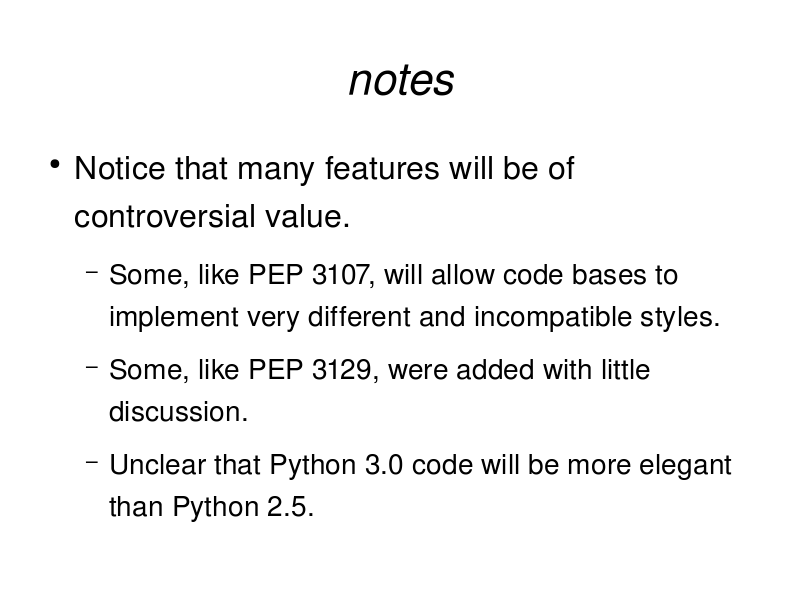 notes
• Notice that many features will be of
controversial value.
– Some, like PEP 3107, will allow code bases to
implement very different and incompatible styles.
– Some, like PEP 3129, were added with little
discussion.
– Unclear that Python 3.0 code will be more elegant
than Python 2.5.